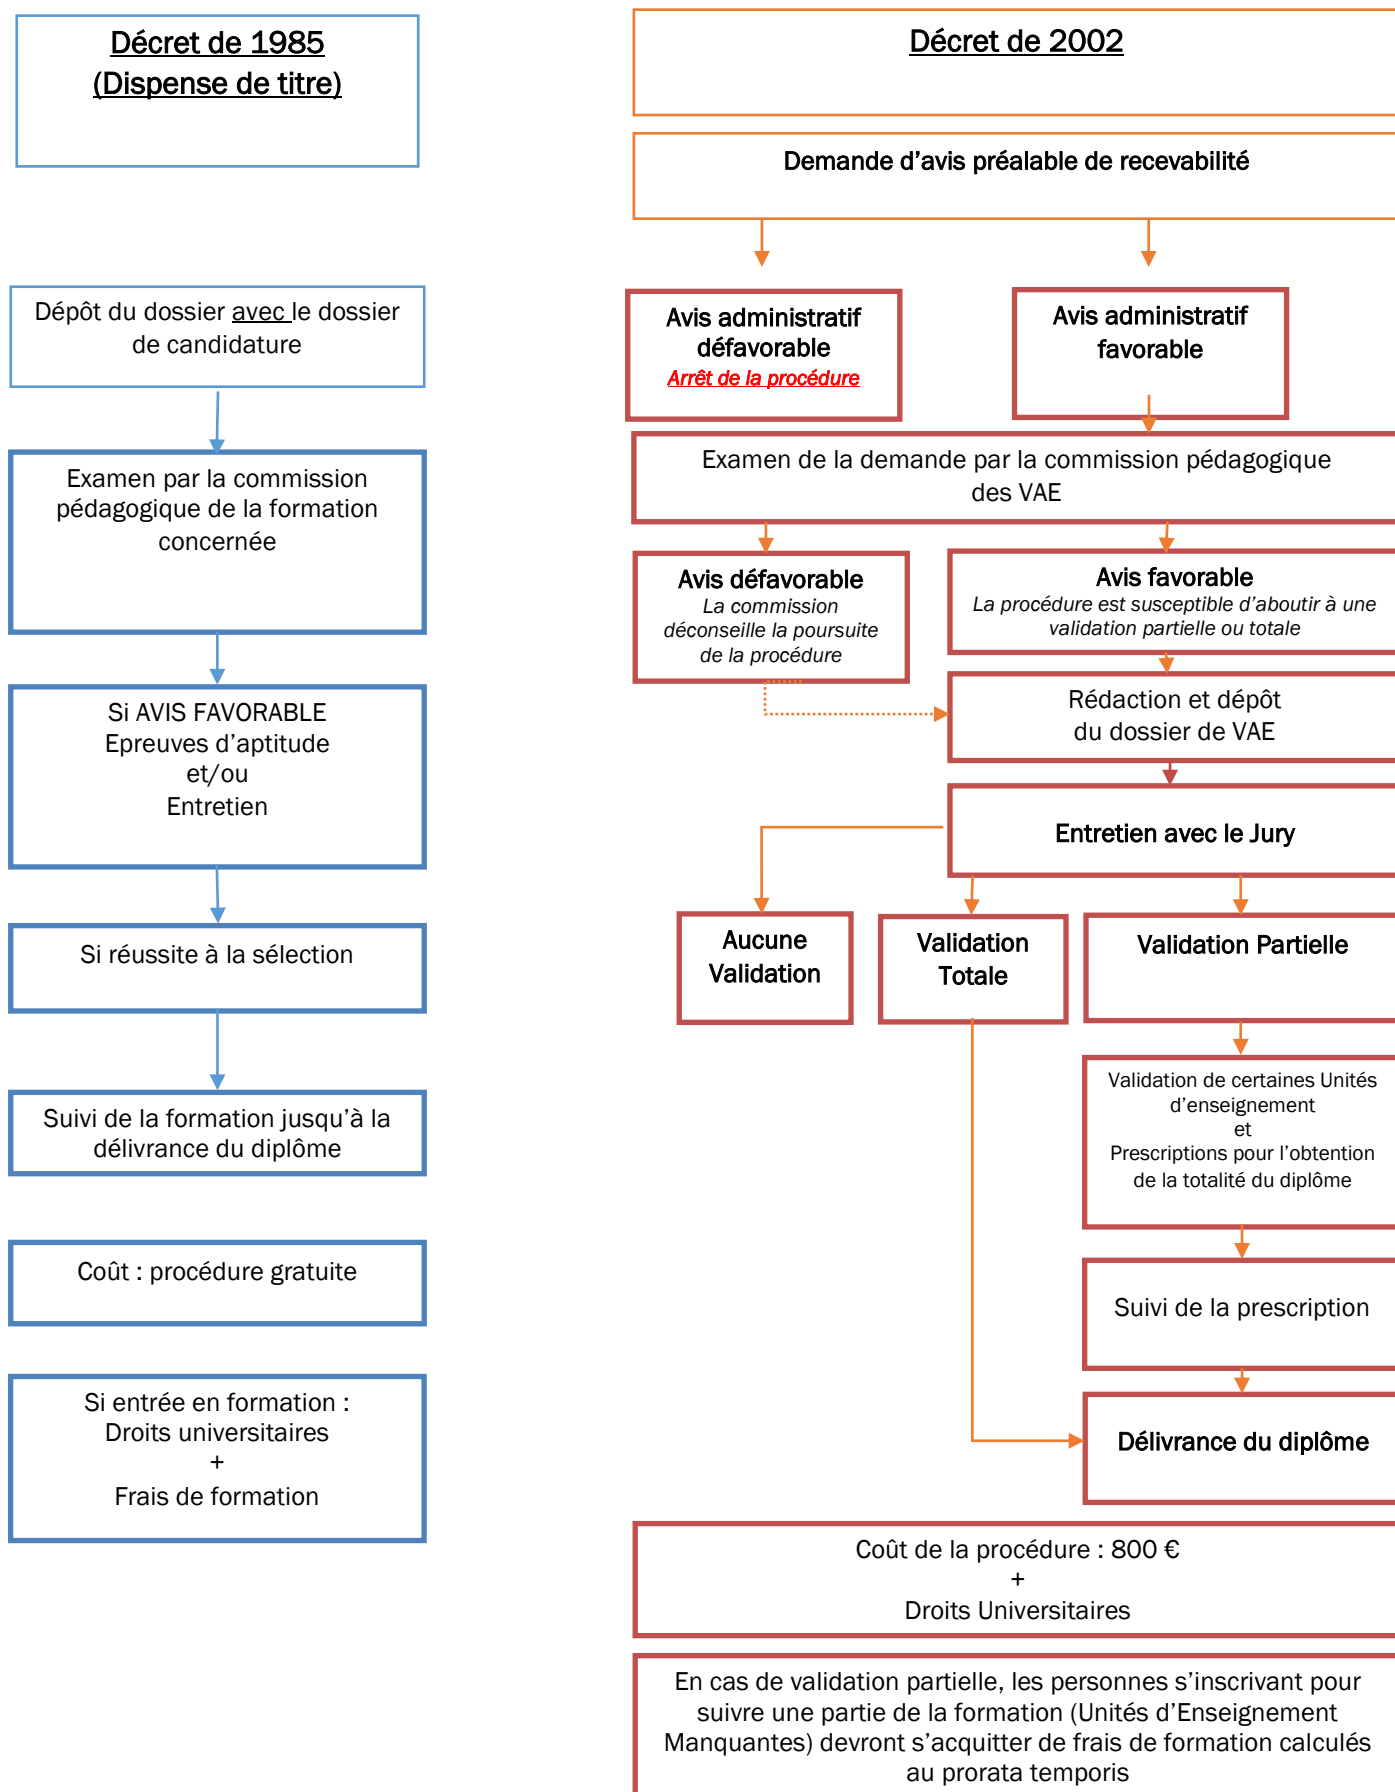 Décret de 1985
(Dispense de titre)
Dépôt du dossier avec le dossier
de candidature
Examen par la commission
pédagogique de la formation
concernée
Si AVIS FAVORABLE
Epreuves d’aptitude
et/ou
Entretien
Si réussite à la sélection
Suivi de la formation jusqu’à la
délivrance du diplôme
Coût : procédure gratuite
Si entrée en formation :
Droits universitaires
+
Frais de formation
Décret de 2002
Demande d’avis préalable de recevabilité
Avis administratif
défavorable
Arrêt de la procédure
Avis administratif
favorable
Examen de la demande par la commission pédagogique
des VAE
Avis défavorable
La commission
déconseille la poursuite
de la procédure
Avis favorable
La procédure est susceptible d’aboutir à une
validation partielle ou totale
Rédaction et dépôt
du dossier de VAE
Entretien avec le Jury
Aucune
Validation
Validation
Totale
Validation Partielle
Validation de certaines Unités
d’enseignement
et
Prescriptions pour l’obtention
de la totalité du diplôme
Suivi de la prescription
Délivrance du diplôme
Coût de la procédure : 800 €
+
Droits Universitaires
En cas de validation partielle, les personnes s’inscrivant pour
suivre une partie de la formation (Unités d’Enseignement
Manquantes) devront s’acquitter de frais de formation calculés
au prorata temporis